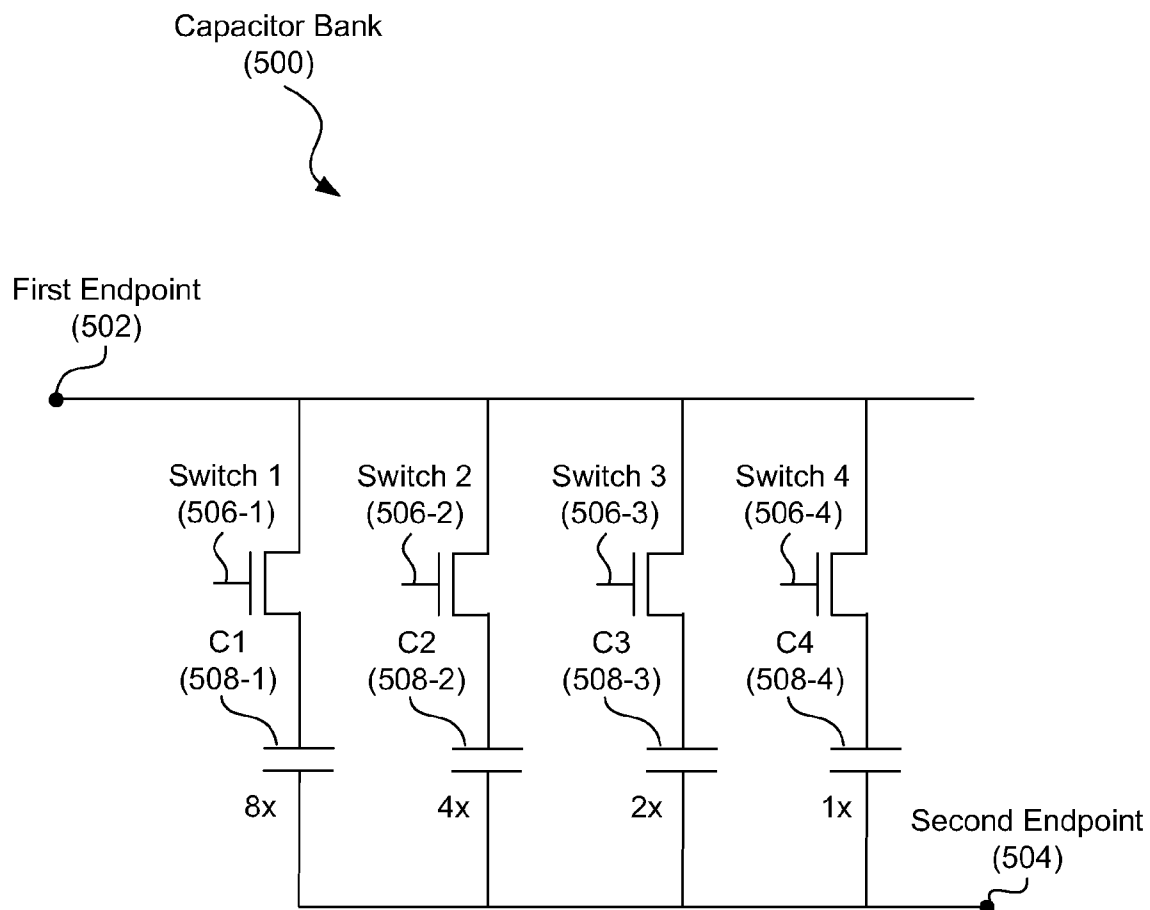 Capacitor Bank
(500)
First Endpoint
(502)
Switch 1
(506-1)
Switch 2
(506-2)
Switch 3
(506-3)
Switch 4
(506-4)
C1
(508-1)
C2
(508-2)
C3
(508-3)
C4
(508-4)
8x
4x
2x
1x
Second Endpoint
(504)